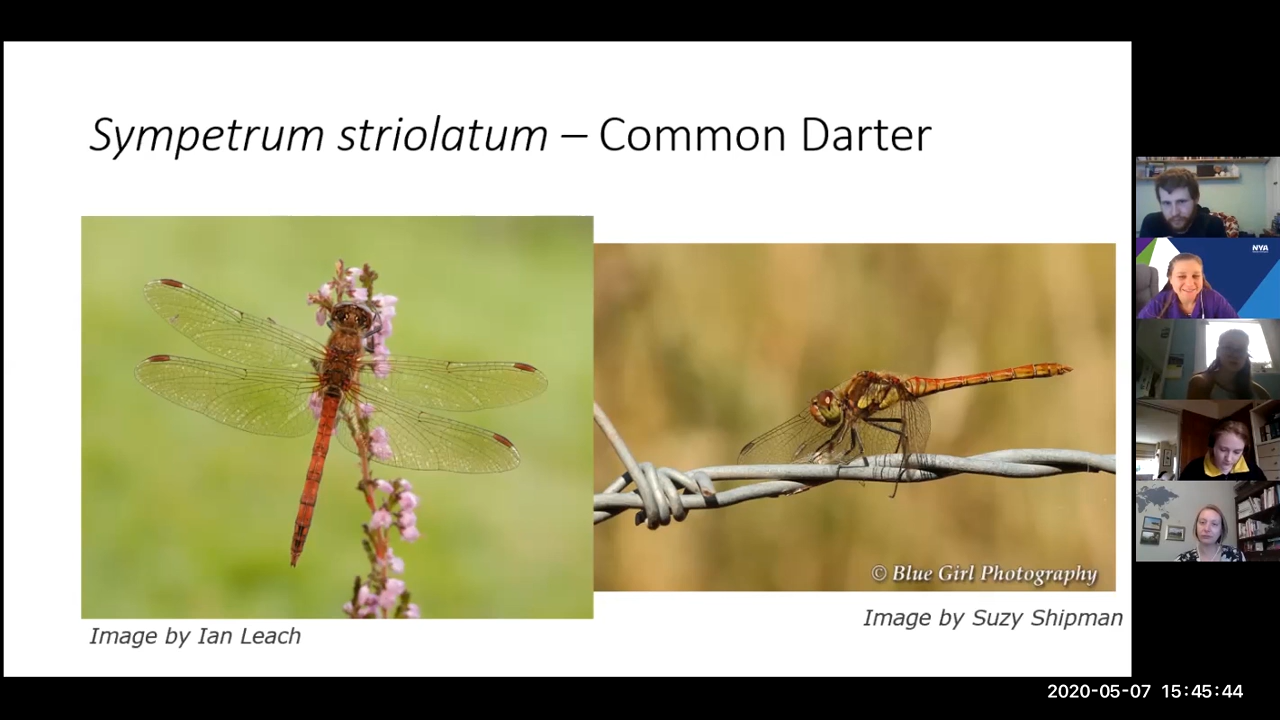 Sympetrum striolatum – Common Darter
NYA
© Blue Girl Photography
Image by Suzy Shipman
Image by Ian Leach
2020-05-07 15:45:44